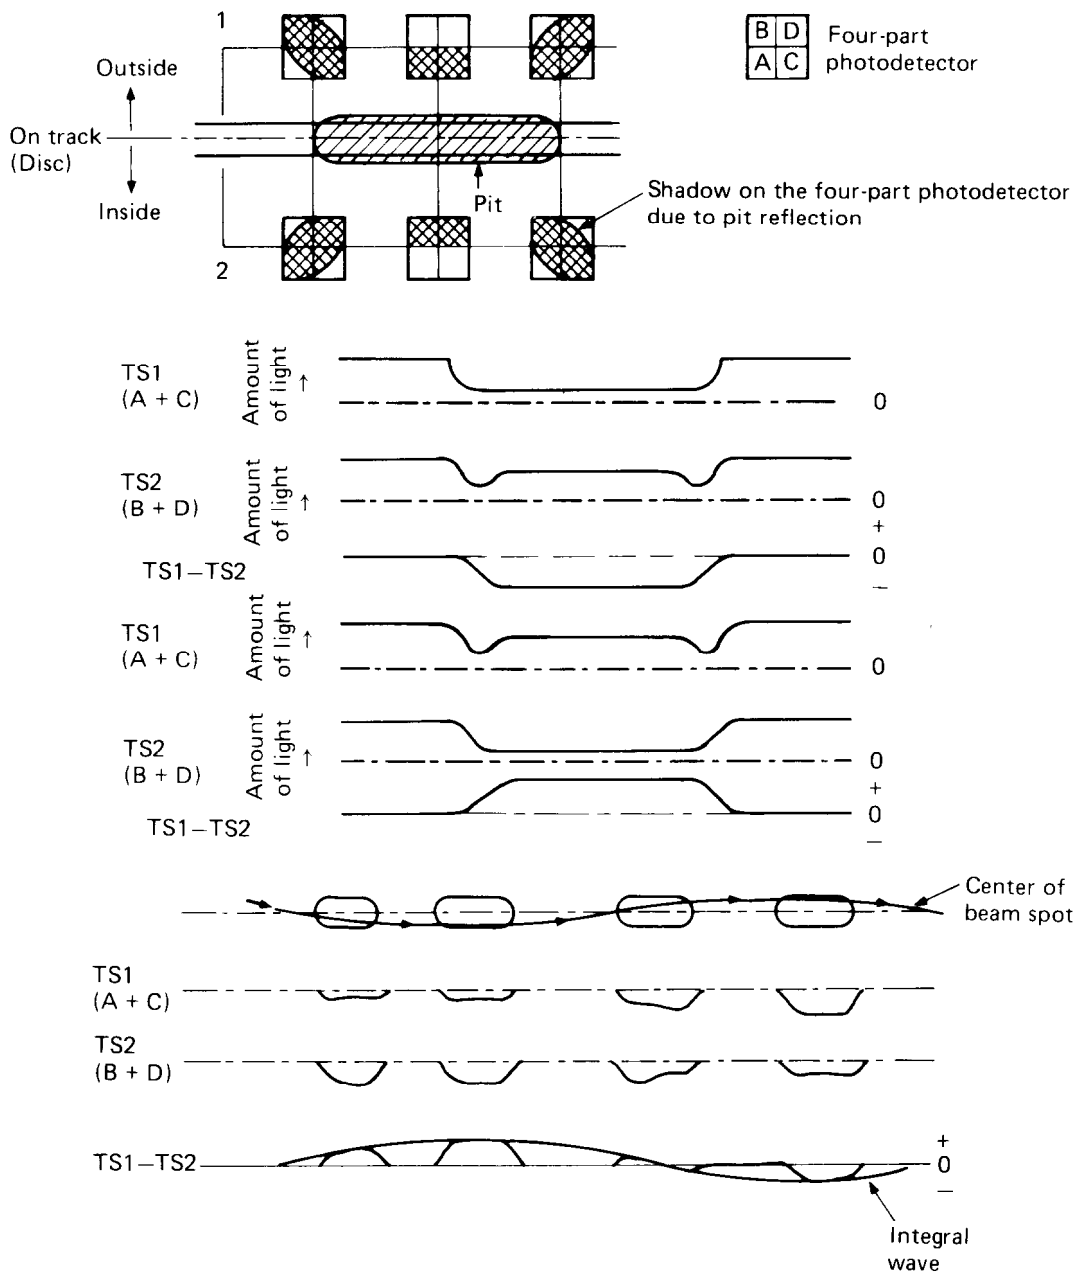 1
B D
A C
Four-part
photodetector
Outside
On track
(Disc)
Inside
Pit
Shadow on the four-part photodetector
due to pit reflection
2
TS1
(A + C)
Amount
of light →
0
TS2
(B + D)
Amount
of light →
0
+
TS1–TS2
0
–
TS1
(A + C)
Amount
of light →
0
TS2
(B + D)
Amount
of light →
0
+
TS1–TS2
0
–
Center of
beam spot
TS1
(A + C)
TS2
(B + D)
TS1–TS2
+
0
–
Integral
wave